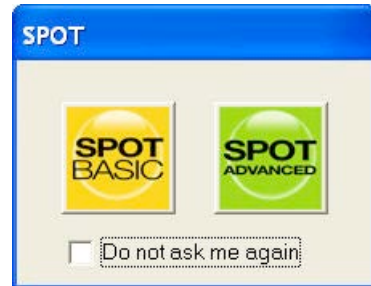 SPOT
SPOT
BASIC
SPOT
ADVANCED
Do not ask me again